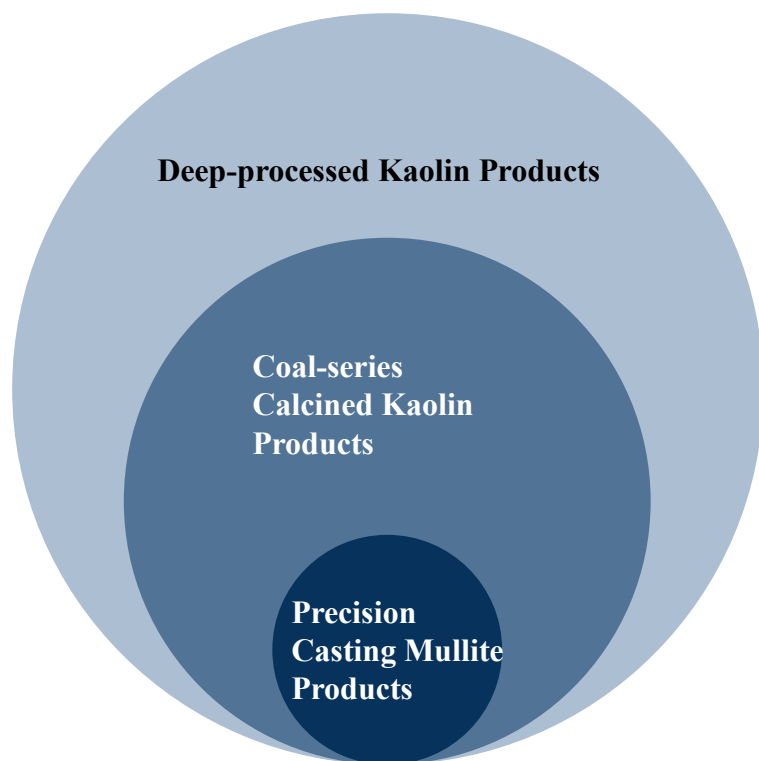 Deep-processed Kaolin Products
Coal-series
Calcined Kaolin
Products
Precision
Casting Mullite
Products